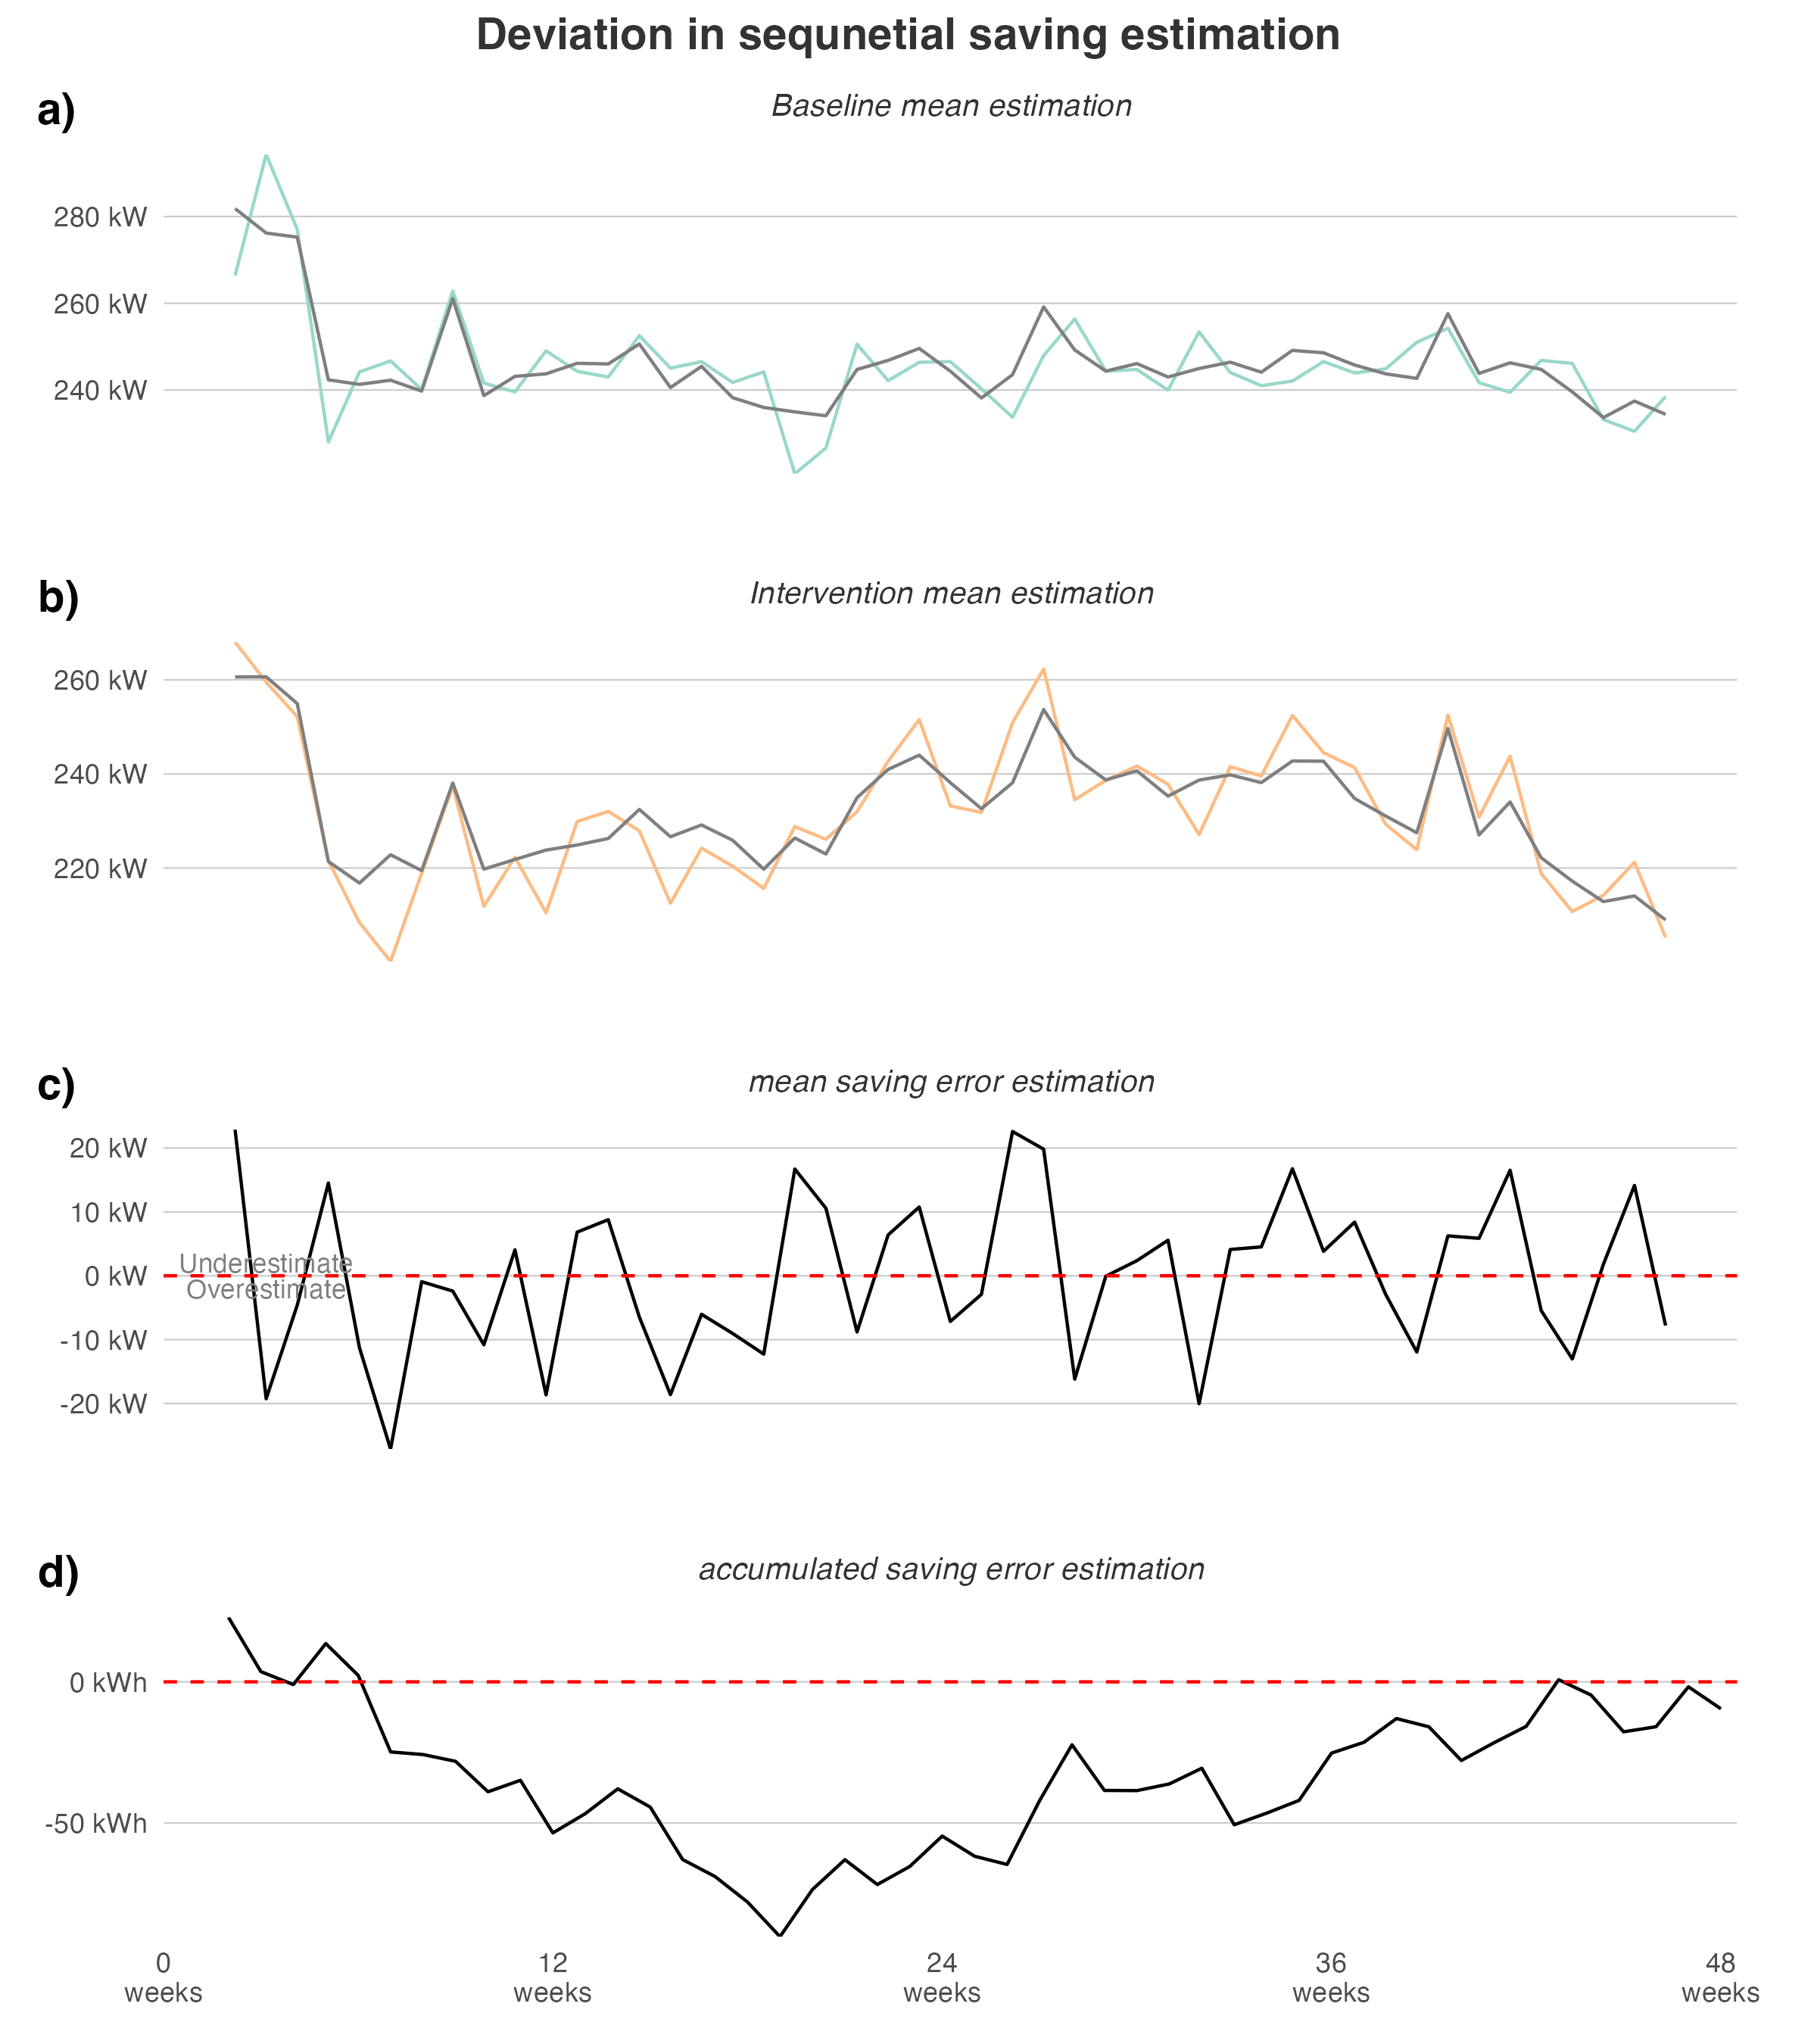 Deviation in sequnetial saving estimation
a)
Baseline mean estimation
280 kW
260 kW
240 kW
b)
Intervention mean estimation
260 kW
240 kW
220 kW
c)
mean saving error estimation
20 kW
10 kW
Underestimate
0 kW
Overestimate
-10 kW
-20 kW
d)
accumulated saving error estimation
0 kWh
-50 kWh
0 12 24 36 48
weeks weeks weeks weeks weeks